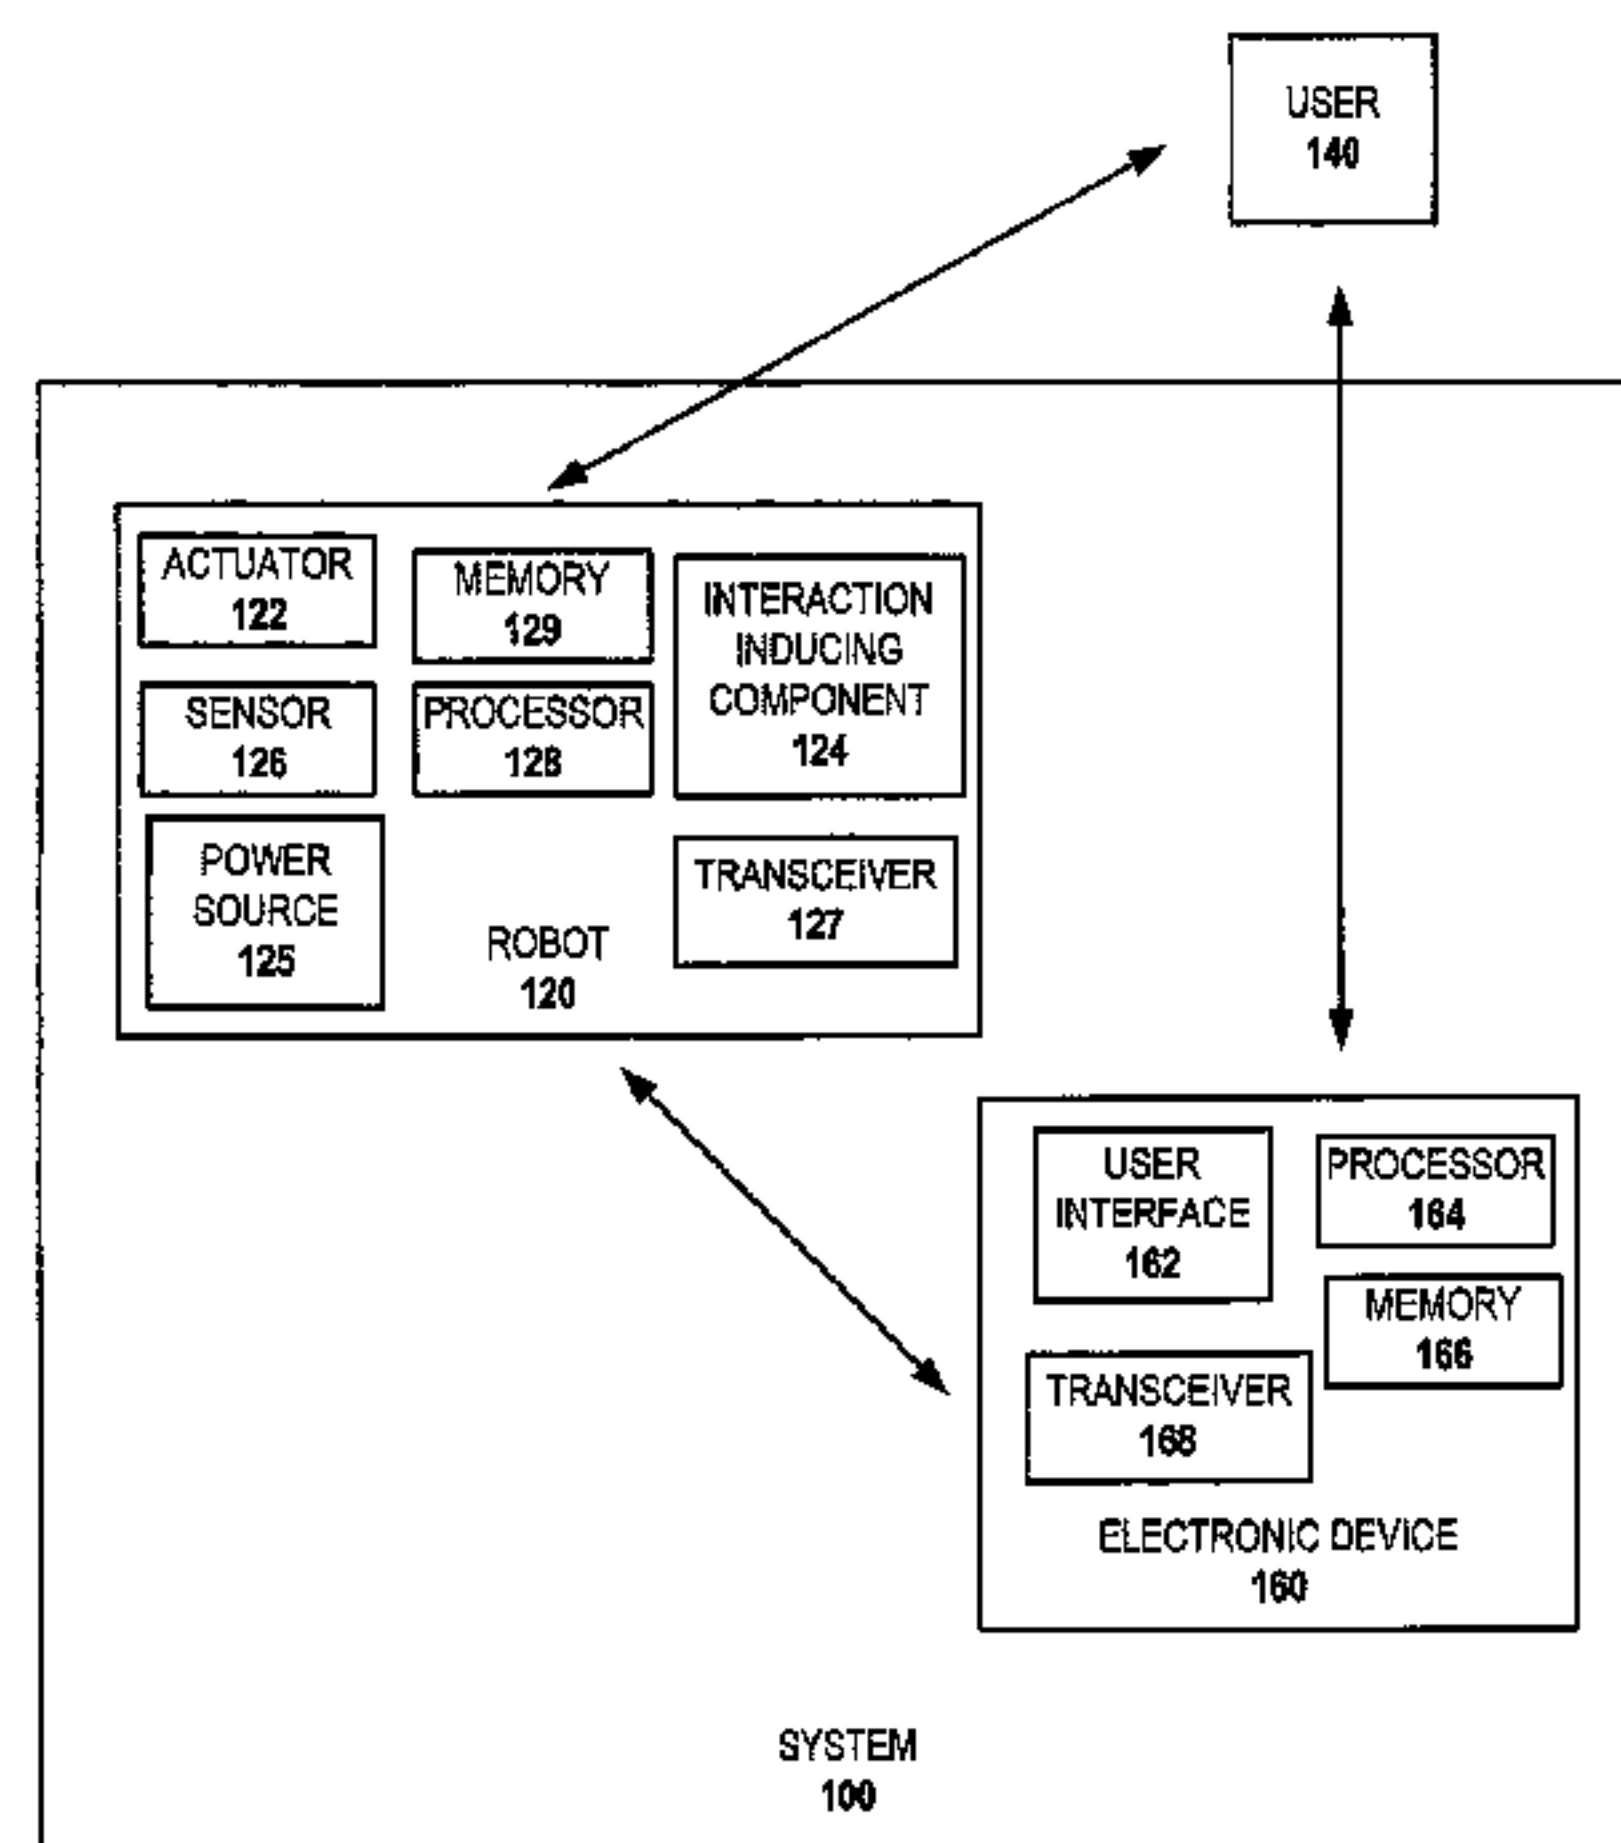 USER
140
ACTUATOR
122
MEMORY
129
INTERACTION
INDUCING
COMPONENT
124
SENSOR
126
PROCESSOR
128
POWER
SOURCE
125
TRANSCEIVER
127
ROBOT
120
USER
INTERFACE
162
PROCESSOR
164
MEMORY
166
TRANSCEIVER
168
ELECTRONIC DEVICE
160
SYSTEM
100